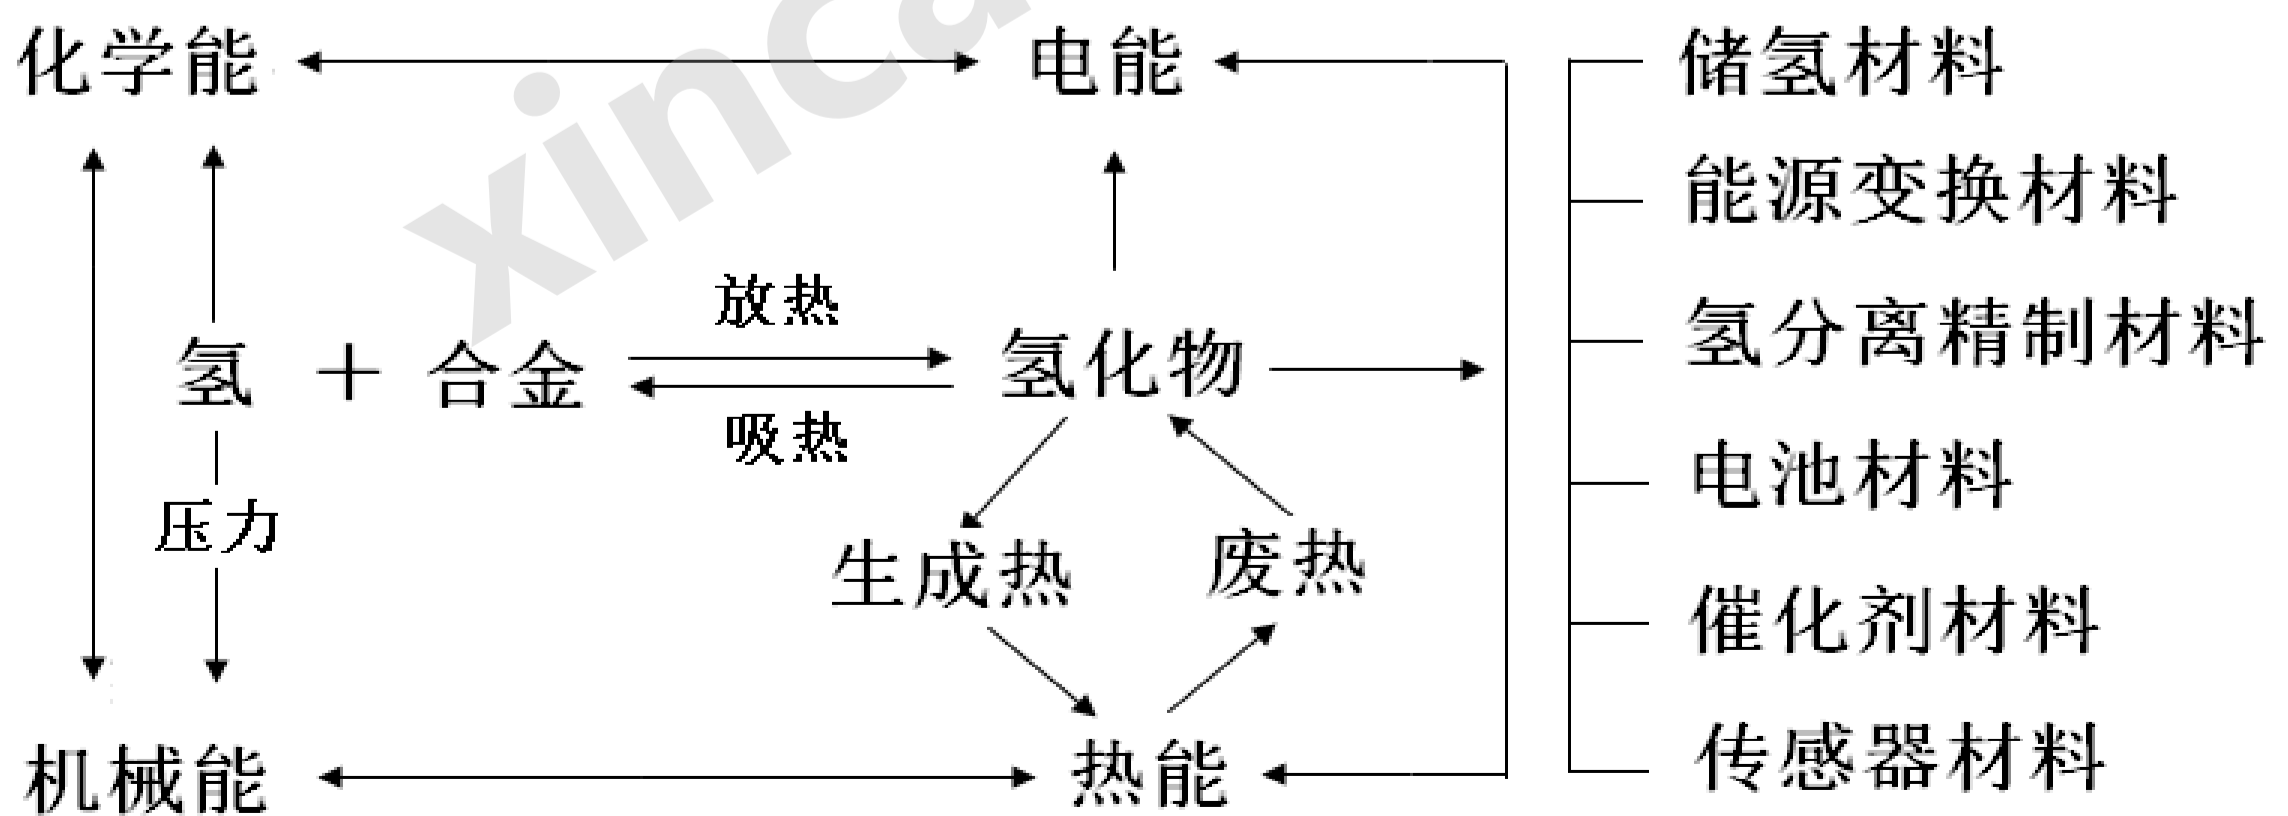 化学能
电能
储氢材料
能源变换材料
放热
氢 + 合金
氢化物
氢分离精制材料
吸热
电池材料
压力
生成热
废热
催化剂材料
机械能
热能
传感器材料